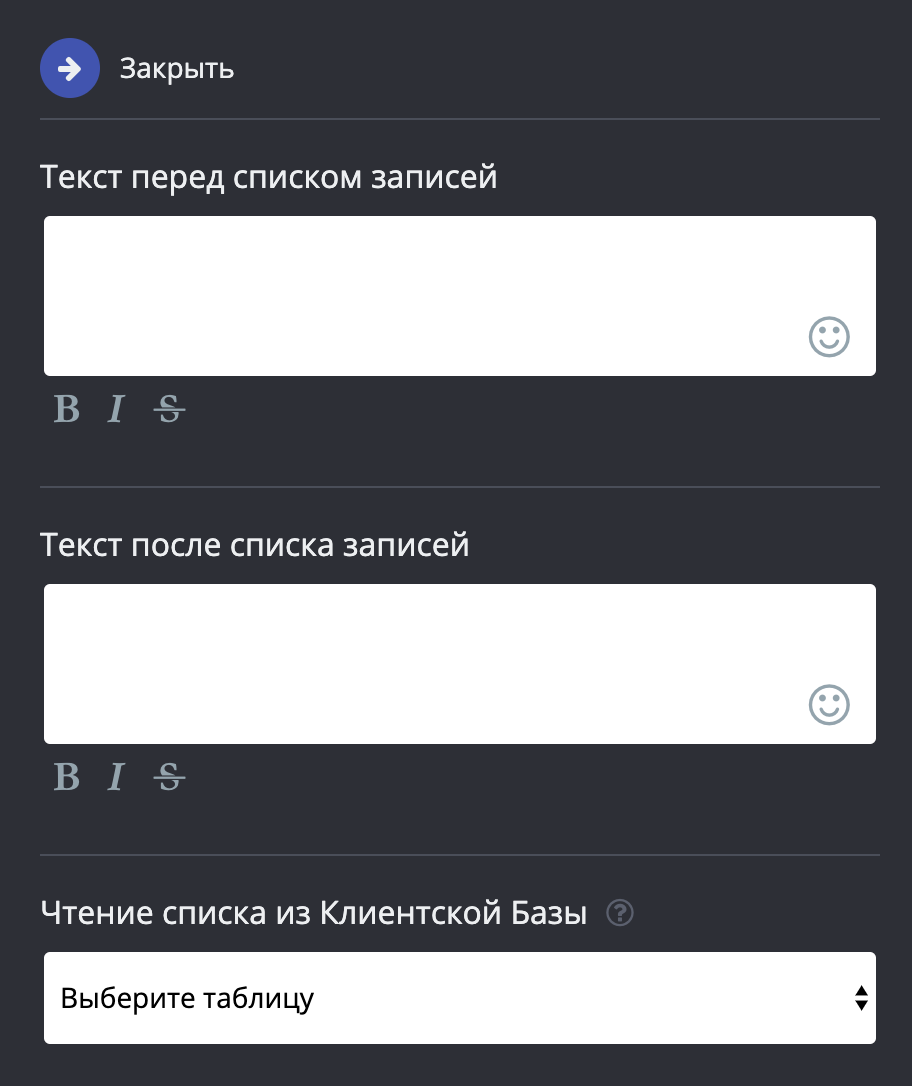 Закрыть
Текст перед списком записей
B I S
Текст после списка записей
B I S
Чтение списка из Клиентской Базы ?
Выберите таблицу